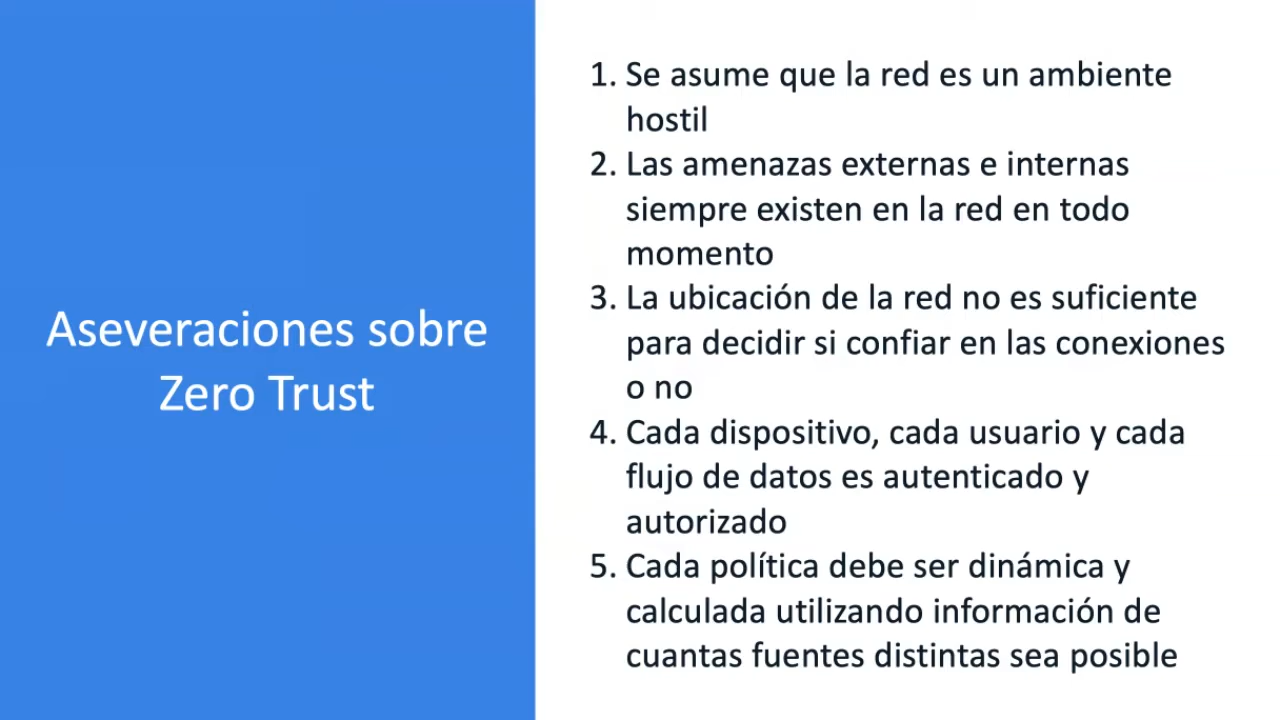 Aseveraciones sobre
Zero Trust
1. Se asume que la red es un ambiente
hostil
2. Las amenazas externas e internas
siempre existen en la red en todo
momento
3. La ubicación de la red no es suficiente
para decidir si confiar en las conexiones
o no
4. Cada dispositivo, cada usuario y cada
flujo de datos es autenticado y
autorizado
5. Cada política debe ser dinámica y
calculada utilizando información de
cuantas fuentes distintas sea posible